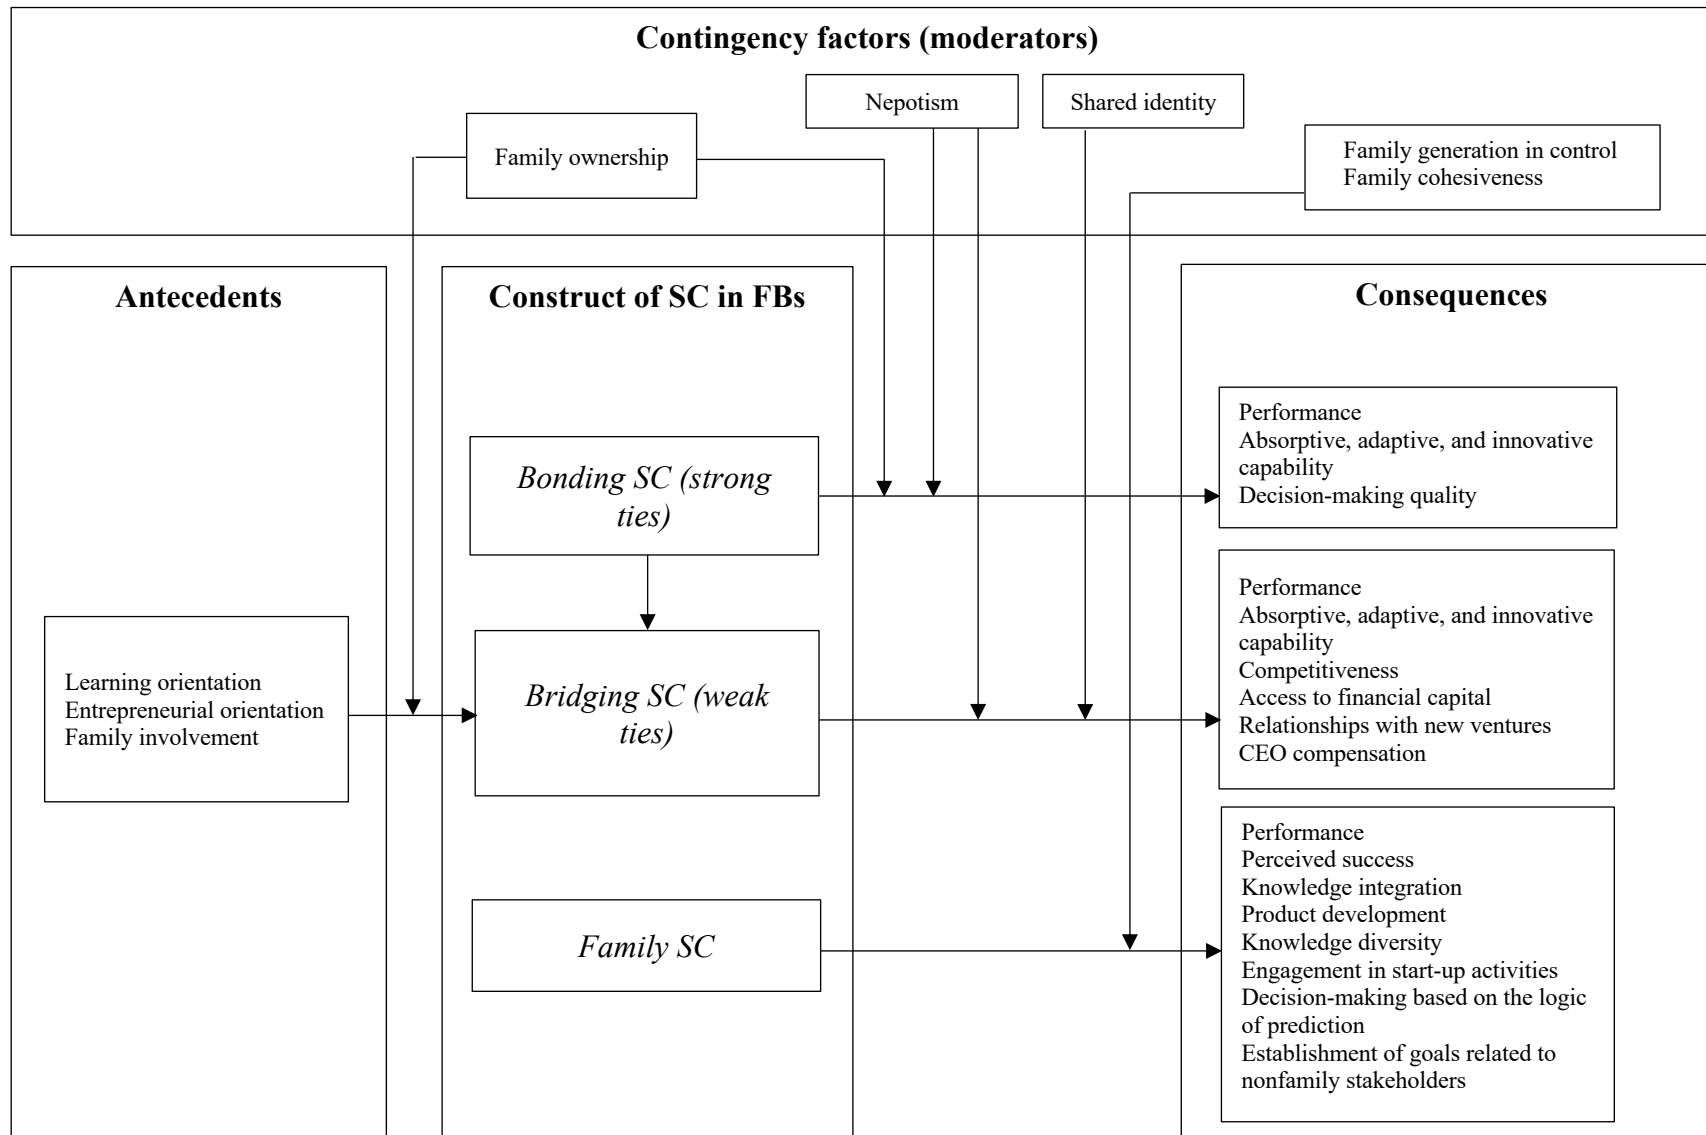 Contingency factors (moderators)
Nepotism
Shared identity
Family ownership
Family generation in control
Family cohesiveness
Antecedents
Construct of SC in FBs
Consequences
Learning orientation
Entrepreneurial orientation
Family involvement
Bonding SC (strong
ties)
Bridging SC (weak
ties)
Family SC
Performance
Absorptive, adaptive, and innovative
capability
Decision-making quality
Performance
Absorptive, adaptive, and innovative
capability
Competitiveness
Access to financial capital
Relationships with new ventures
CEO compensation
Performance
Perceived success
Knowledge integration
Product development
Knowledge diversity
Engagement in start-up activities
Decision-making based on the logic
of prediction
Establishment of goals related to
nonfamily stakeholders